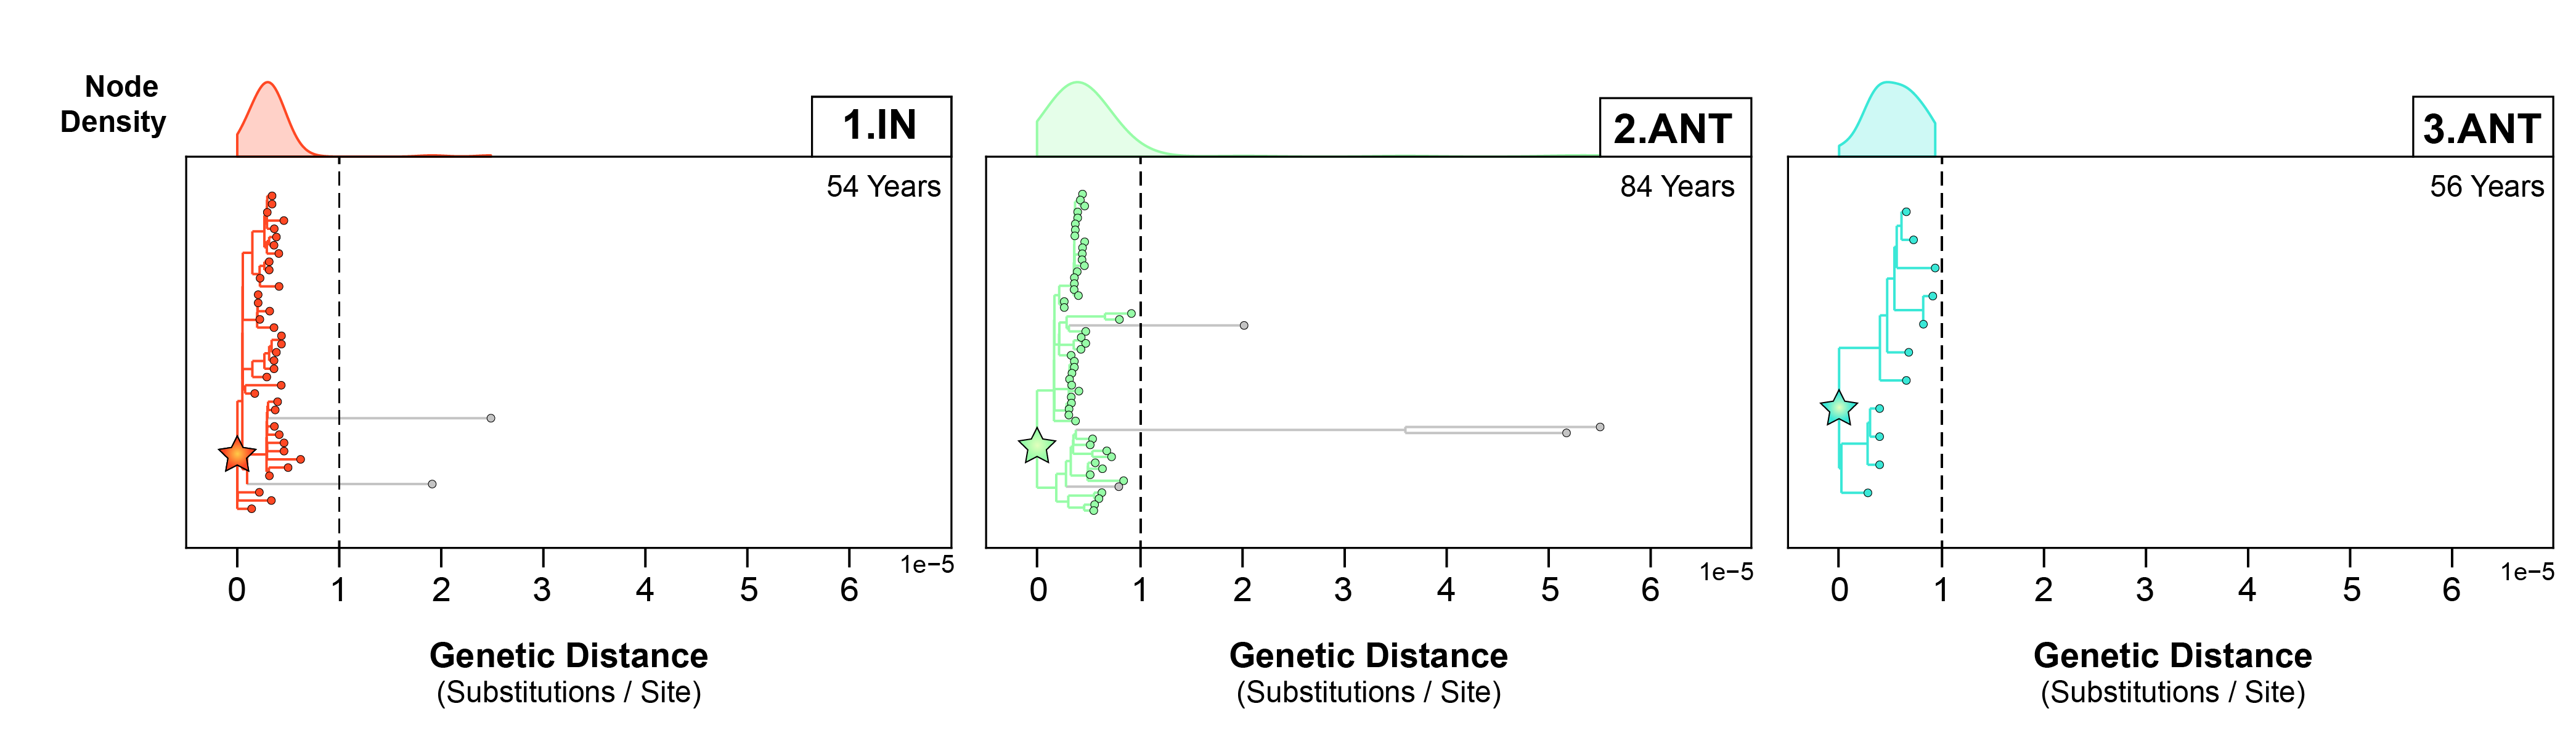 Node
Density
1.IN
2.ANT
3.ANT
54 Years
84 Years
56 Years
1e−5
1e−5
1e−5
0 1 2 3 4 5 6
0 1 2 3 4 5 6
0 1 2 3 4 5 6
Genetic Distance
(Substitutions / Site)
Genetic Distance
(Substitutions / Site)
Genetic Distance
(Substitutions / Site)